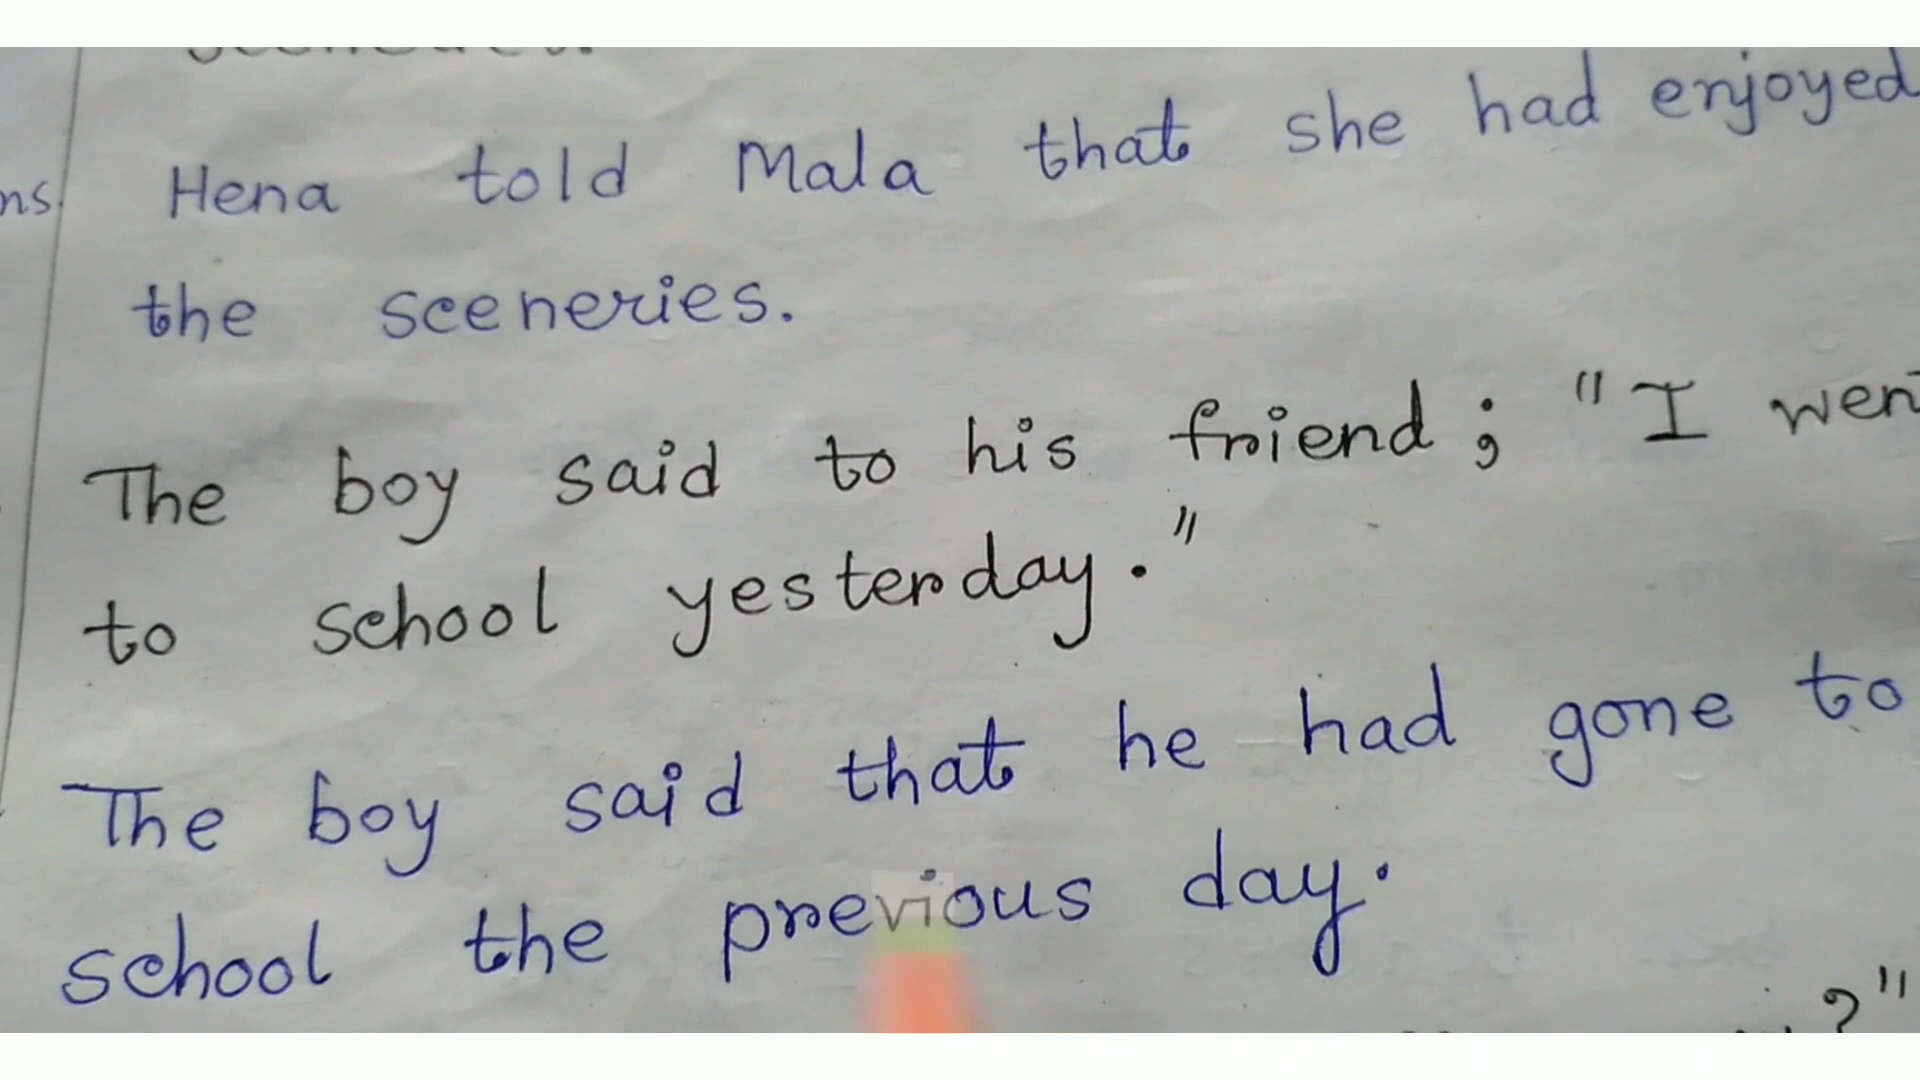 ns.
Hena told Mala that she had enjoyed
the sceneries.
The boy said to his friend ; "I wen
to school yesterday."
The boy said that he had gone to
school the previous day.
?"